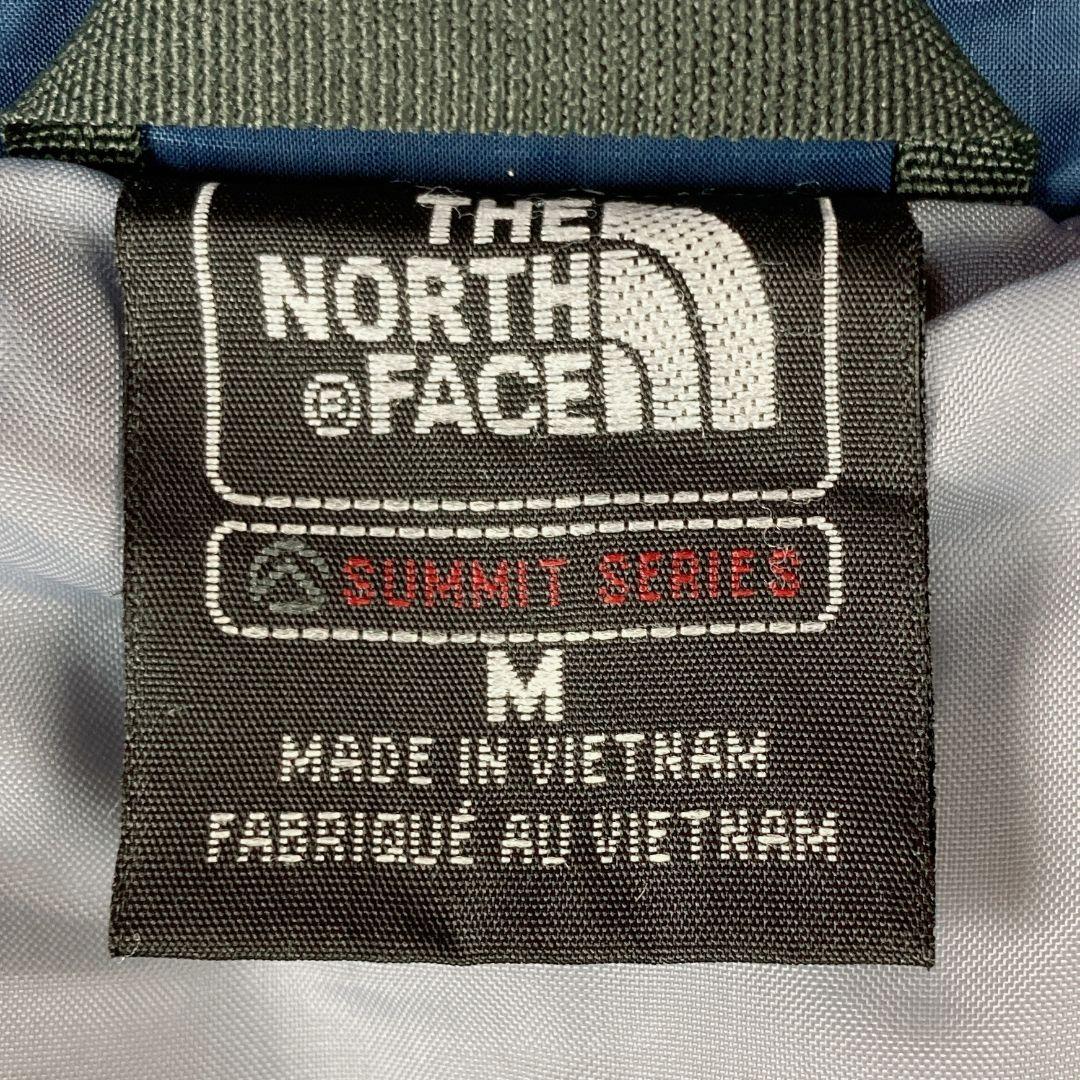 THE
NORTH
®FACE
SUMMIT SERIES
M
MADE IN VIETNAM
FABRIQUÉ AU VIETNAM